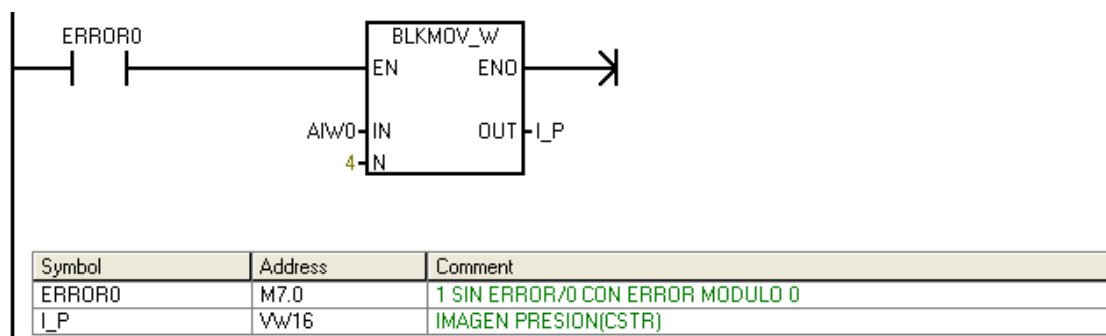 ERROR0
BLKMOV_W
EN ENO
AIW0 IN OUT I_P
4 N
Symbol Address Comment
ERROR0 M7.0 1 SIN ERROR/0 CON ERROR MODULO 0
I_P VW16 IMAGEN PRESION(CSTR)